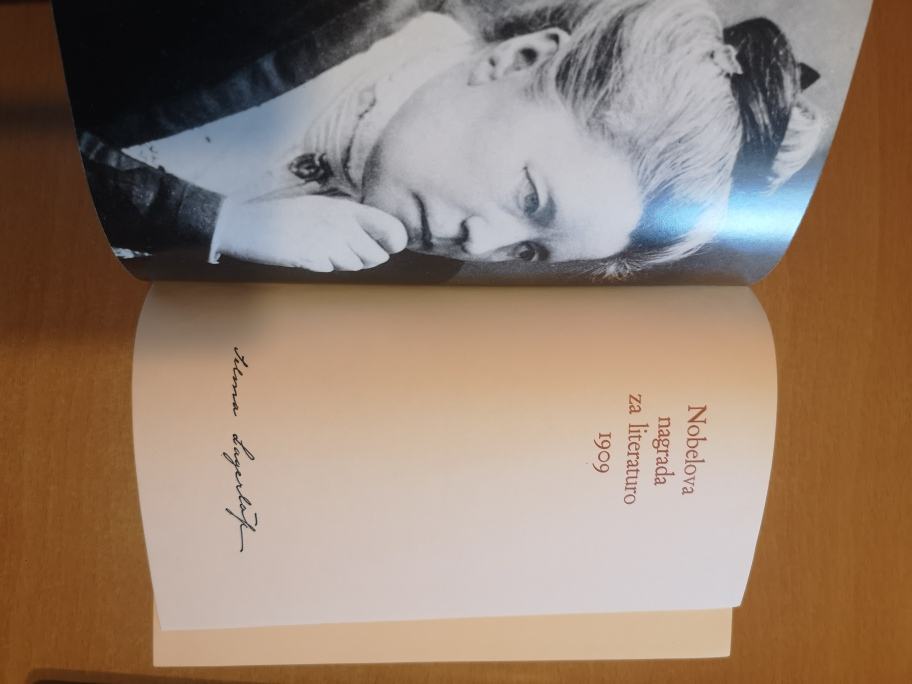 Nobelova
nagrada
za literaturo
1909
Selma Lagerlöf